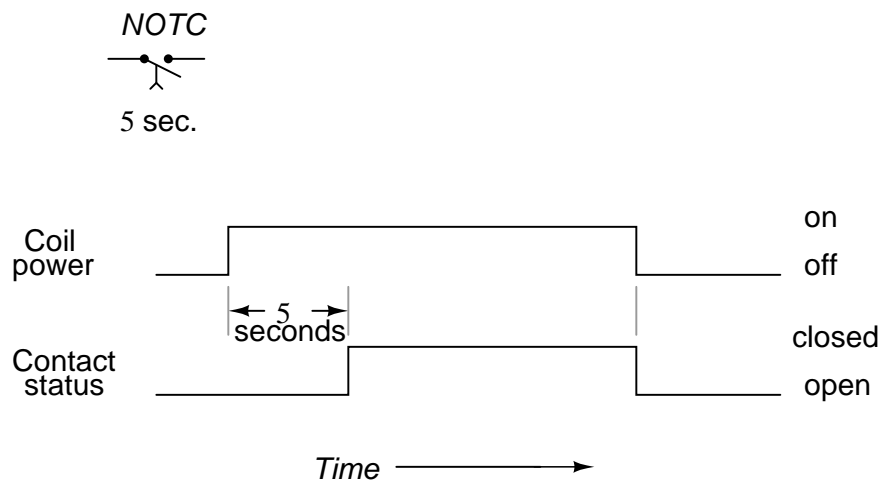 NOTC
5 sec.
on
Coil
power
off
5
seconds
closed
Contact
status
open
Time